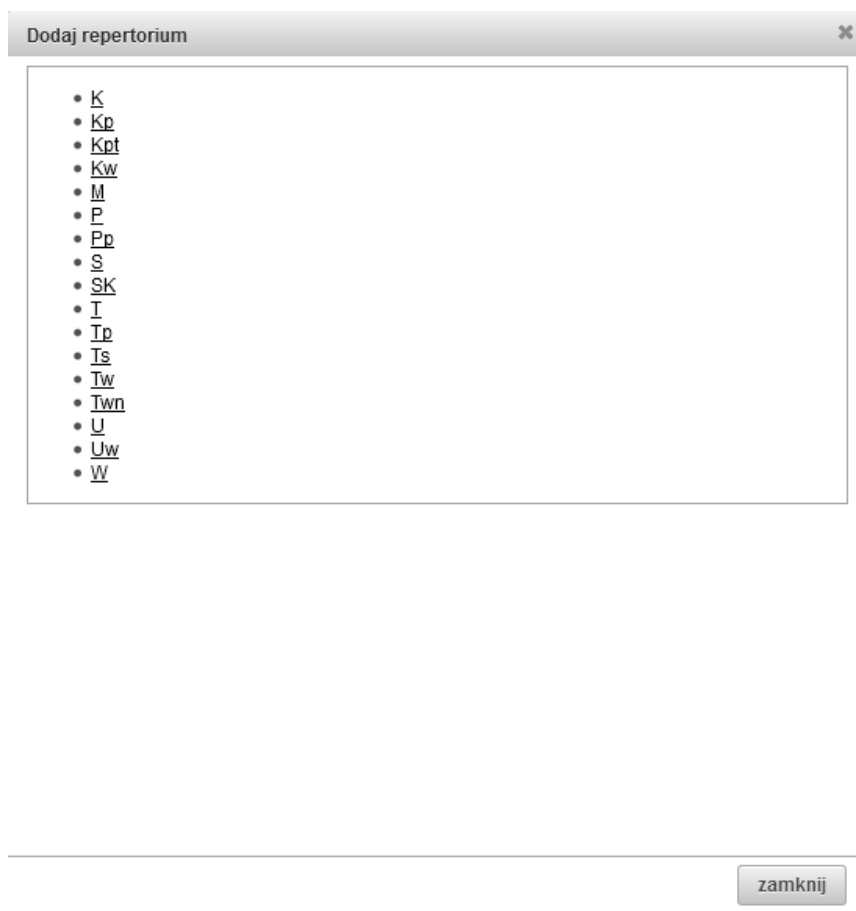 Dodaj repertorium
K
Kp
Kpt
Kw
M
P
Pp
S
SK
T
Tp
Ts
Tw
Twn
U
Uw
W
zamknij